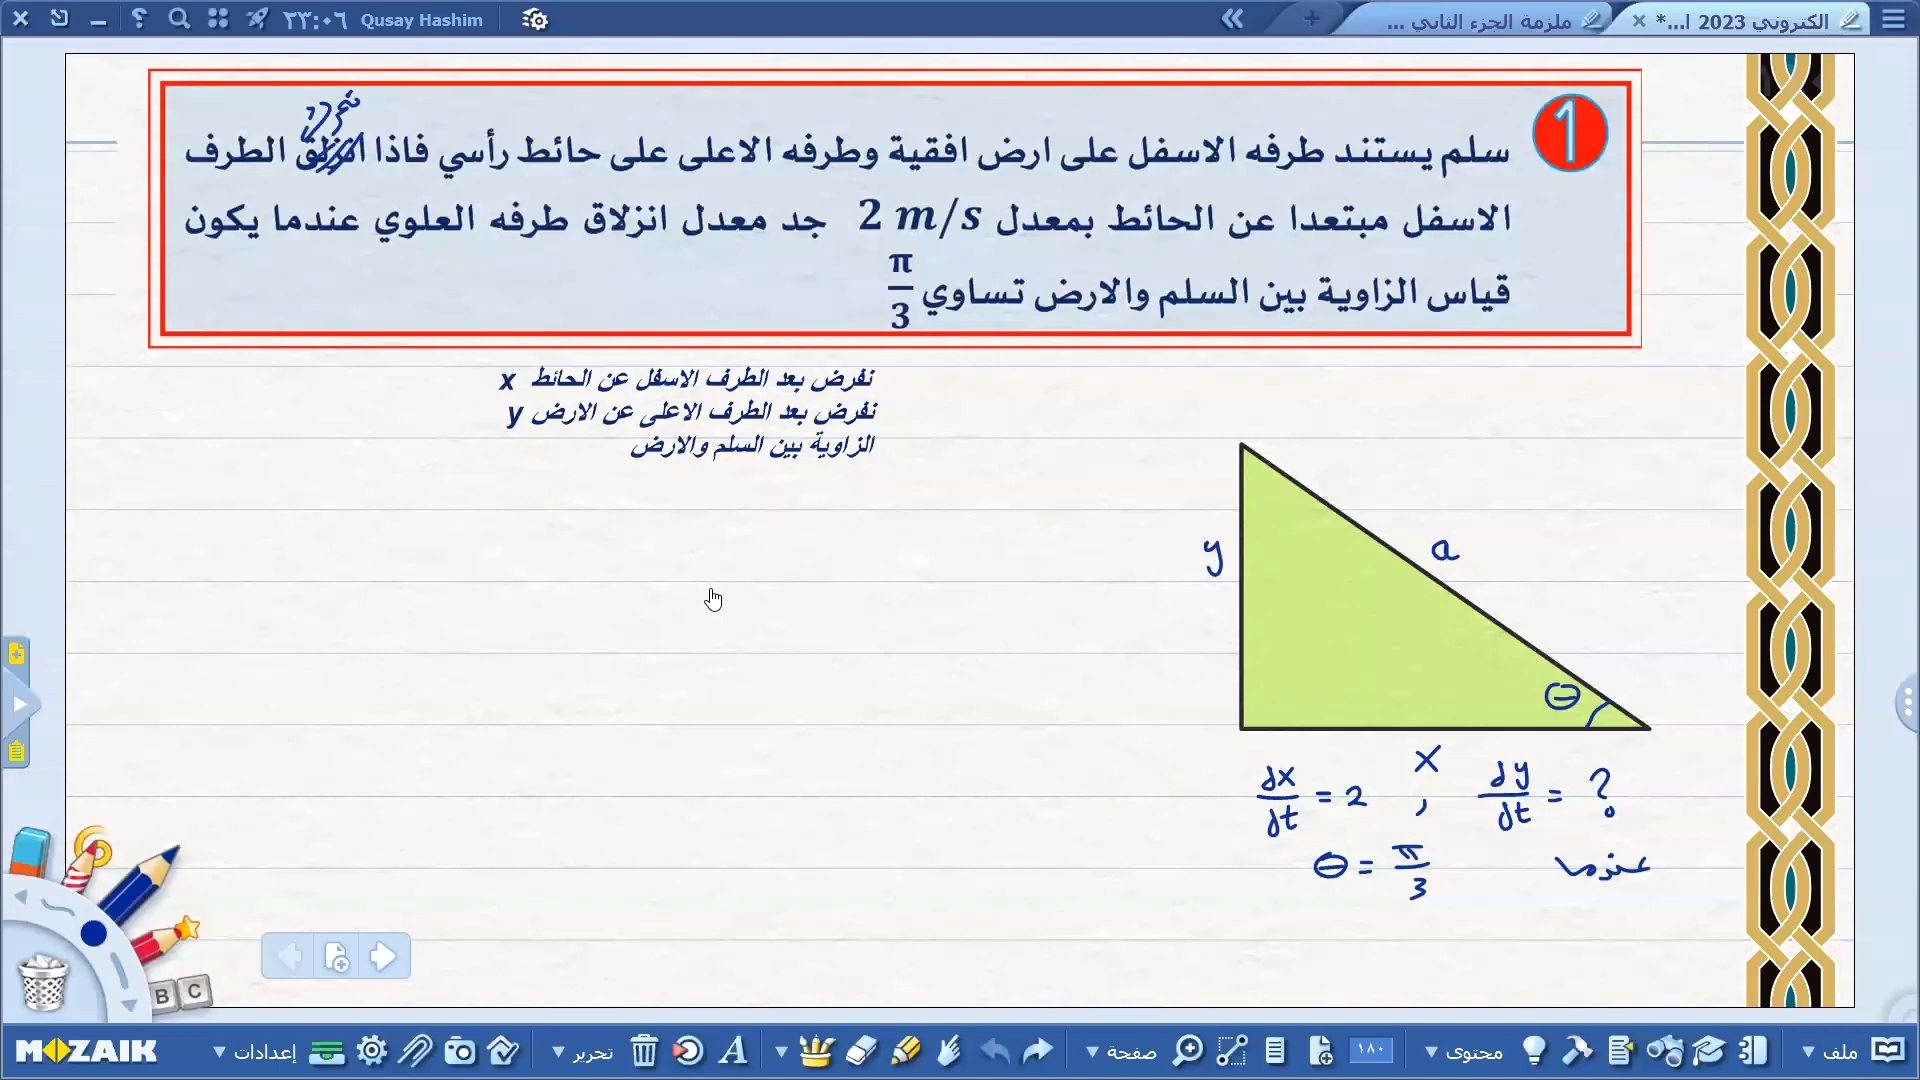 ٢٣:٠٦ Qusay Hashim
ملزمة الجزء الثاني ...
الكتروني 2023 ا...*
1
سلم يستند طرفه الاسفل على ارض افقية وطرفه الاعلى على حائط رأسي فاذا انزلق الطرف
الاسفل مبتعدا عن الحائط بمعدل 2 m/s جد معدل انزلاق طرفه العلوي عندما يكون
قياس الزاوية بين السلم والارض تساوي π/3
نفرض بعد الطرف الاسفل عن الحائط x
نفرض بعد الطرف الاعلى عن الارض y
الزاوية بين السلم والارض
y
a
θ
x
dx/dt = 2 , dy/dt = ?
عندما θ = π/3
B C
MOZAIK
إعدادات
تحرير
صفحة
١٨٠
محتوى
ملف